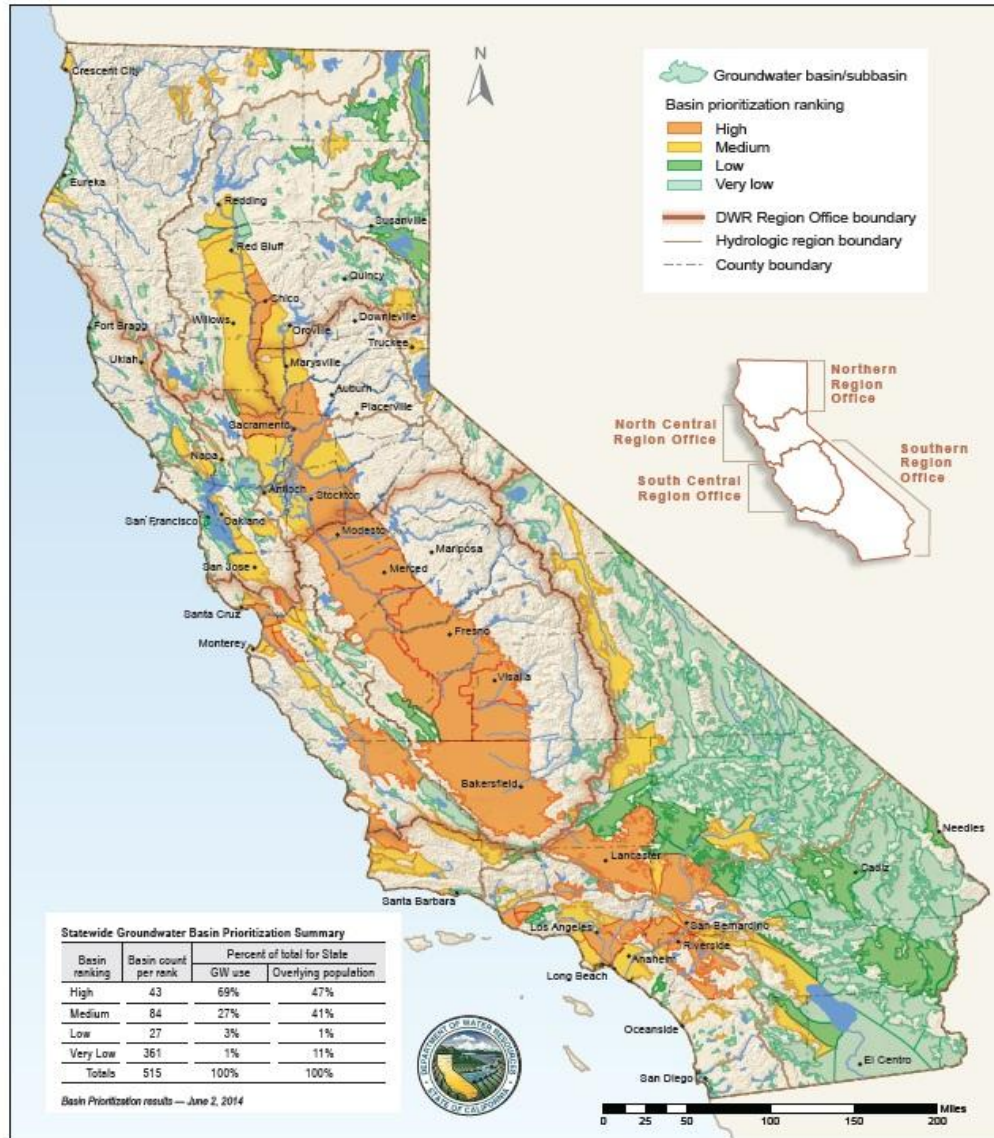 N
Groundwater basin/subbasin
Basin prioritization ranking
High
Medium
Low
Very low
DWR Region Office boundary
Hydrologic region boundary
County boundary
Crescent City
Eureka
Redding
Susanville
Red Bluff
Quincy
Chico
Fort Bragg
Willows
Oroville
Downieville
Truckee
Ukiah
Marysville
Auburn
Placerville
Sacramento
Napa
Antioch
Stockton
San Francisco
Oakland
Modesto
Mariposa
San Jose
Merced
Santa Cruz
Fresno
Monterey
Visalia
Bakersfield
Needles
Lancaster
Cadiz
Santa Barbara
Los Angeles
San Bernardino
Riverside
Anaheim
Long Beach
Oceanside
El Centro
San Diego
Northern
Region
Office
North Central
Region Office
Southern
Region
Office
South Central
Region Office
Statewide Groundwater Basin Prioritization Summary
Basin ranking Basin count per rank Percent of total for State
GW use Overlying population
High 43 69% 47%
Medium 84 27% 41%
Low 27 3% 1%
Very Low 361 1% 11%
Totals 515 100% 100%
Basin Prioritization results — June 2, 2014
DEPARTMENT OF WATER RESOURCES
STATE OF CALIFORNIA
Miles
0 25 50 100 150 200